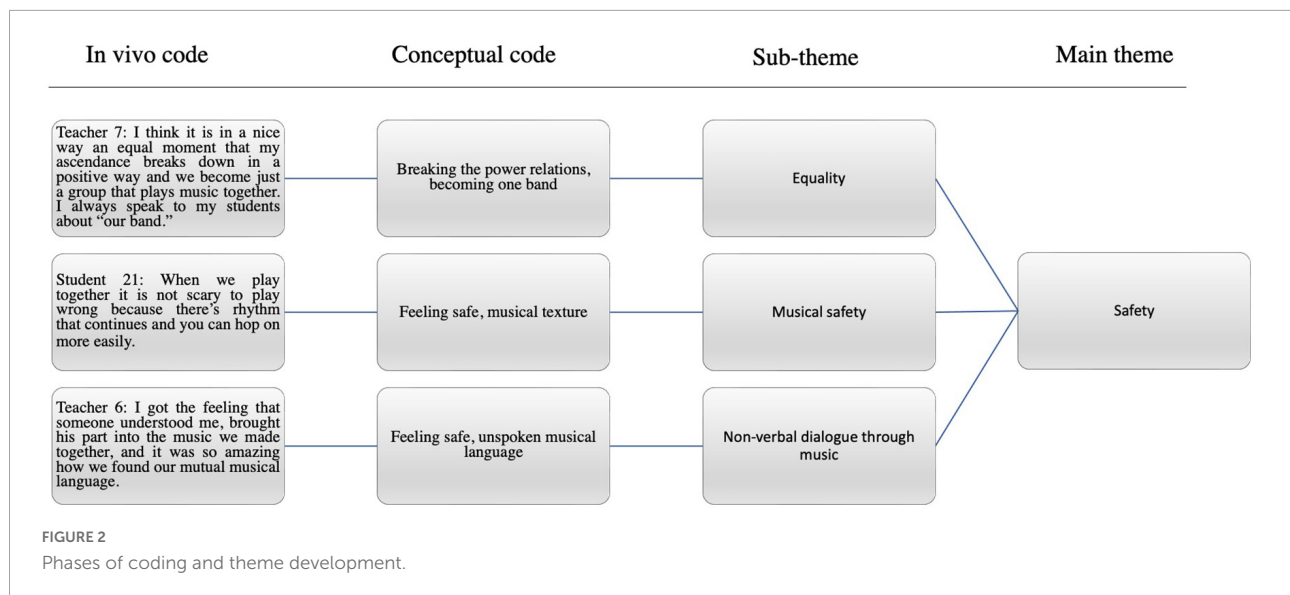 In vivo code
Conceptual code
Sub-theme
Main theme
Teacher 7: I think it is in a nice
way an equal moment that my
ascendance breaks down in a
positive way and we become just
a group that plays music together.
I always speak to my students
about “our band.”
Breaking the power relations,
becoming one band
Equality
Student 21: When we play
together it is not scary to play
wrong because there’s rhythm
that continues and you can hop on
more easily.
Feeling safe, musical texture
Musical safety
Safety
Teacher 6: I got the feeling that
someone understood me, brought
his part into the music we made
together, and it was so amazing
how we found our mutual musical
language.
Feeling safe, unspoken musical
language
Non-verbal dialogue through
music
FIGURE 2
Phases of coding and theme development.